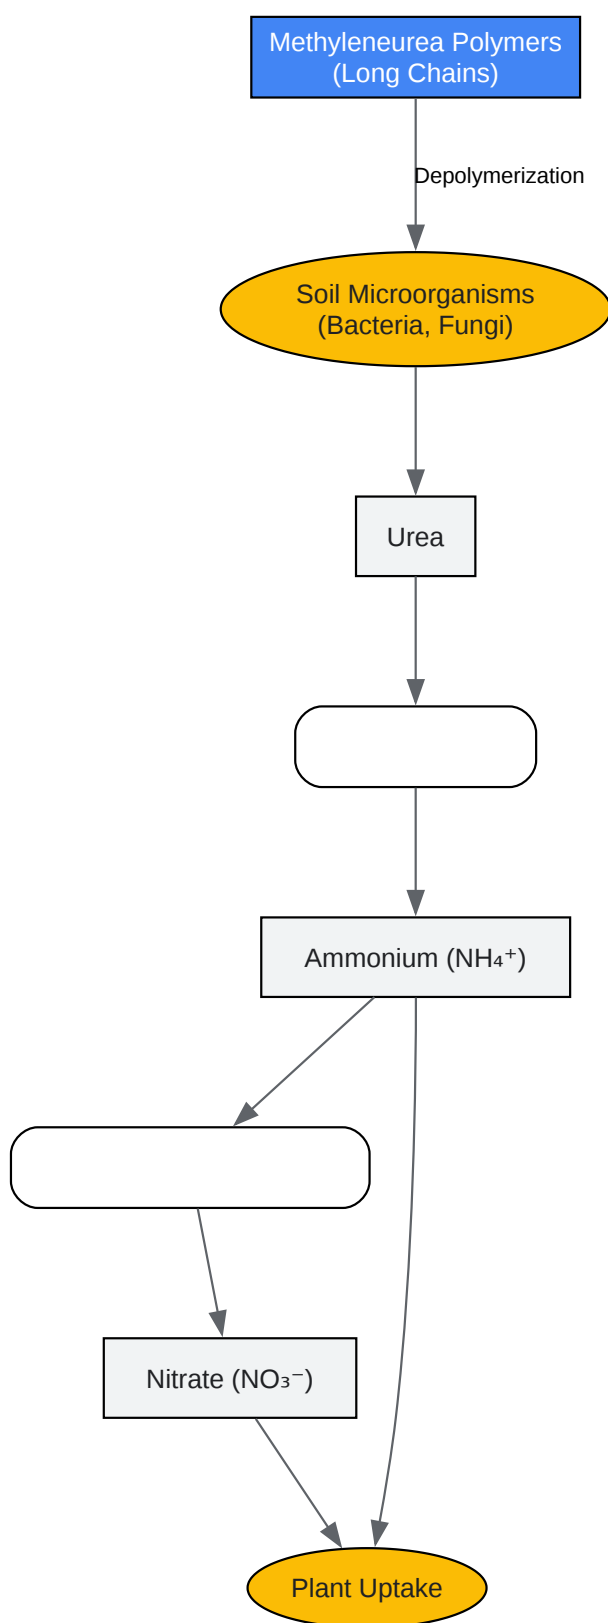 Methyleneurea Polymers
(Long Chains)
Depolymerization
Soil Microorganisms
(Bacteria, Fungi)
Urea
Ammonium (NH₄⁺)
Nitrate (NO₃⁻)
Plant Uptake